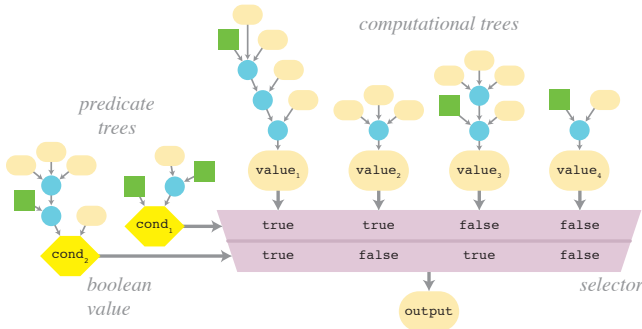 computational trees
predicate
trees
value₁ value₂ value₃ value₄
cond₁ true true false false
cond₂ true false true false
boolean
value
selector
output